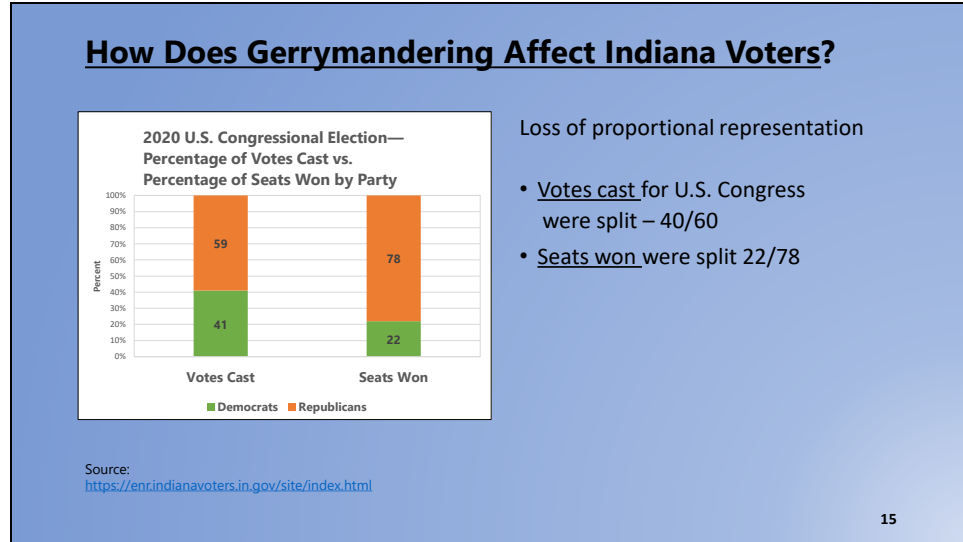 How Does Gerrymandering Affect Indiana Voters?
2020 U.S. Congressional Election—
Percentage of Votes Cast vs.
Percentage of Seats Won by Party
100%
90%
80%
70%
60%
50%
40%
30%
20%
10%
0%
Percent
59
41
78
22
Votes Cast
Seats Won
Democrats Republicans
Loss of proportional representation
• Votes cast for U.S. Congress
were split – 40/60
• Seats won were split 22/78
Source:
https://enr.indianavoters.in.gov/site/index.html
15